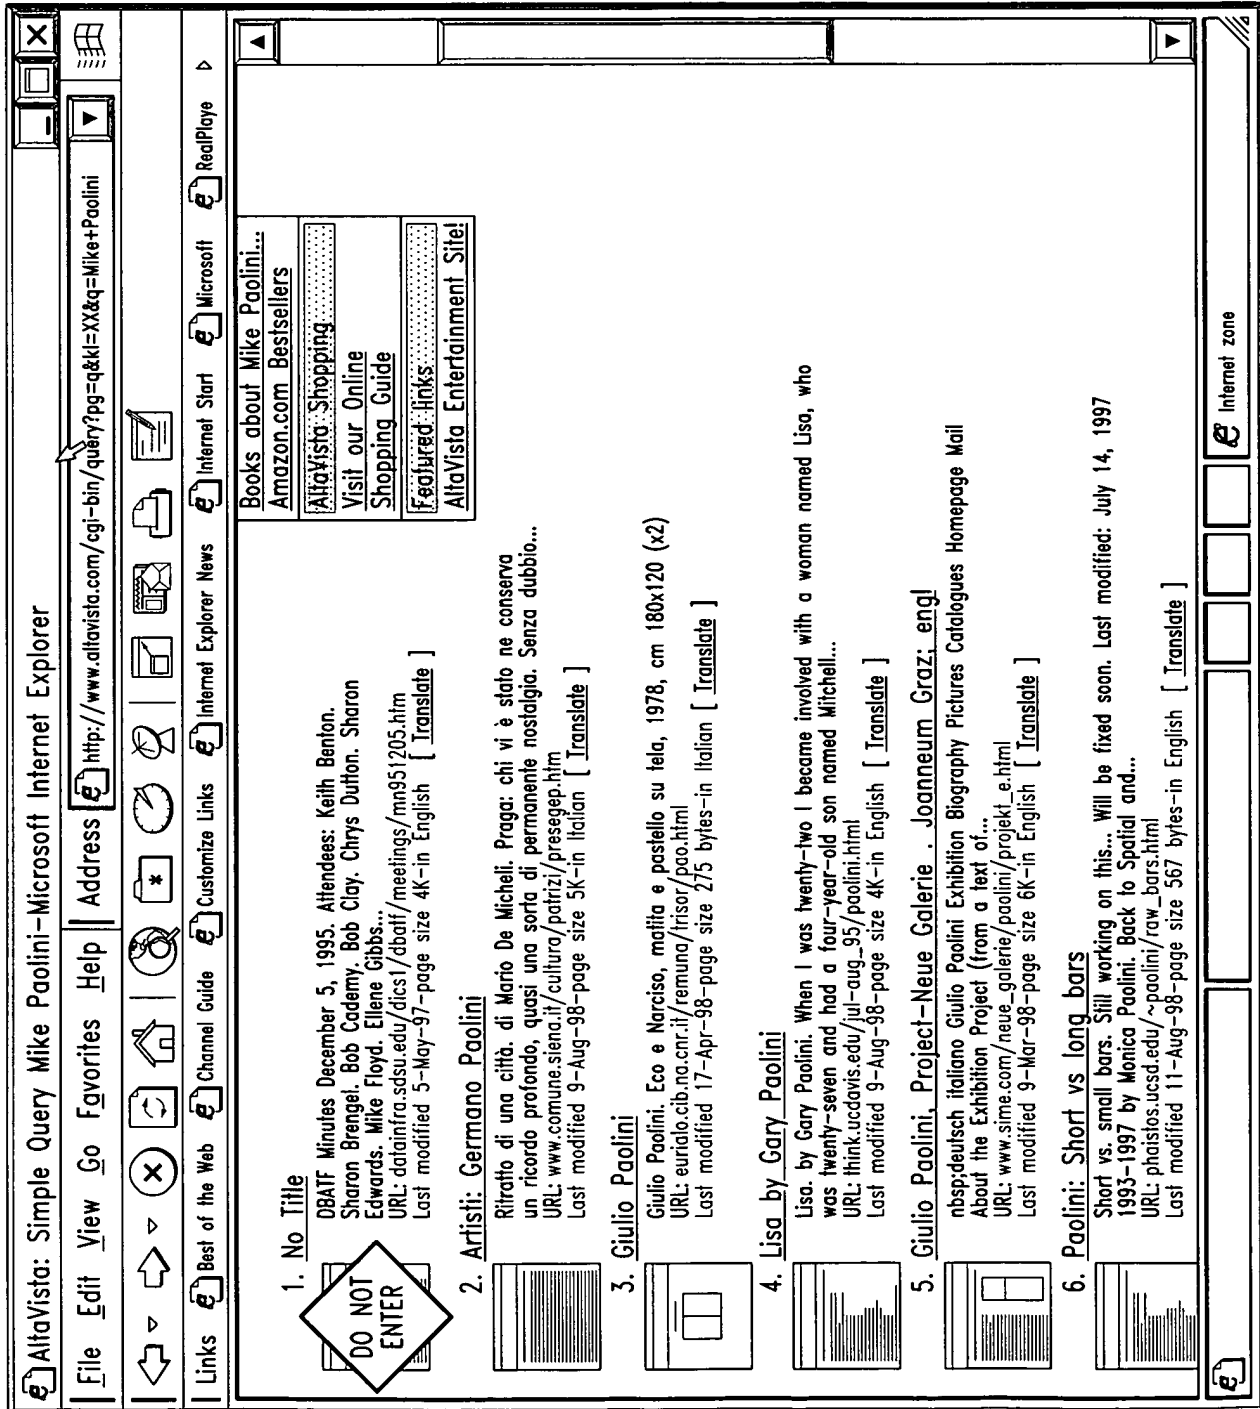 AltaVista: Simple Query Mike Paolini-Microsoft Internet Explorer
File Edit View Go Favorites Help
Address http://www.altavista.com/cgi-bin/query?pg=q&kl=XX&q=Mike+Paolini
Links Best of the Web Channel Guide Customize Links Internet Explorer News Internet Start Microsoft RealPlaye
Books about Mike Paolini...
Amazon.com Bestsellers
AltaVista Shopping
Visit our Online
Shopping Guide
Featured links
AltaVista Entertainment Site!
1. No Title
DO NOT
ENTER
DBATF Minutes December 5, 1995. Attendees: Keith Benton.
Sharon Brengel. Bob Cademy. Bob Clay. Chrys Dutton. Sharon
Edwards. Mike Floyd. Ellene Gibbs...
URL: datainfra.sdsu.edu/dics1/dbatf/meetings/mn951205.htm
Last modified 5-May-97-page size 4K-in English [ Translate ]
2. Artisti: Germano Paolini
Ritratto di una città. di Mario De Micheli. Praga: chi vi è stato ne conserva
un ricordo profondo, quasi una sorta di permanente nostalgia. Senza dubbio...
URL: www.comune.siena.it/cultura/patrizi/presegep.htm
Last modified 9-Aug-98-page size 5K-in Italian [ Translate ]
3. Giulio Paolini
Giulio Paolini. Eco e Narciso, matita e pastello su tela, 1978, cm 180x120 (x2)
URL: eurialo.cib.na.cnr.it/remuna/trisor/pao.html
Last modified 17-Apr-98-page size 275 bytes-in Italian [ Translate ]
4. Lisa by Gary Paolini
Lisa. by Gary Paolini. When I was twenty-two I became involved with a woman named Lisa, who
was twenty-seven and had a four-year-old son named Mitchell...
URL: think.ucdavis.edu/jul-aug_95/paolini.html
Last modified 9-Aug-98-page size 4K-in English [ Translate ]
5. Giulio Paolini, Project-Neue Galerie . Joanneum Graz; engl
nbsp;deutsch italiano Giulio Paolini Exhibition Biography Pictures Catalogues Homepage Mail
About the Exhibition Project (from a text of...
URL: www.sime.com/neue_galerie/paolini/projekt_e.html
Last modified 9-Mar-98-page size 6K-in English [ Translate ]
6. Paolini: Short vs long bars
Short vs. small bars. Still working on this... Will be fixed soon. Last modified: July 14, 1997
1993-1997 by Monica Paolini. Back to Spatial and...
URL: phaistos.ucsd.edu/~paolini/raw_bars.html
Last modified 11-Aug-98-page size 567 bytes-in English [ Translate ]
Internet zone